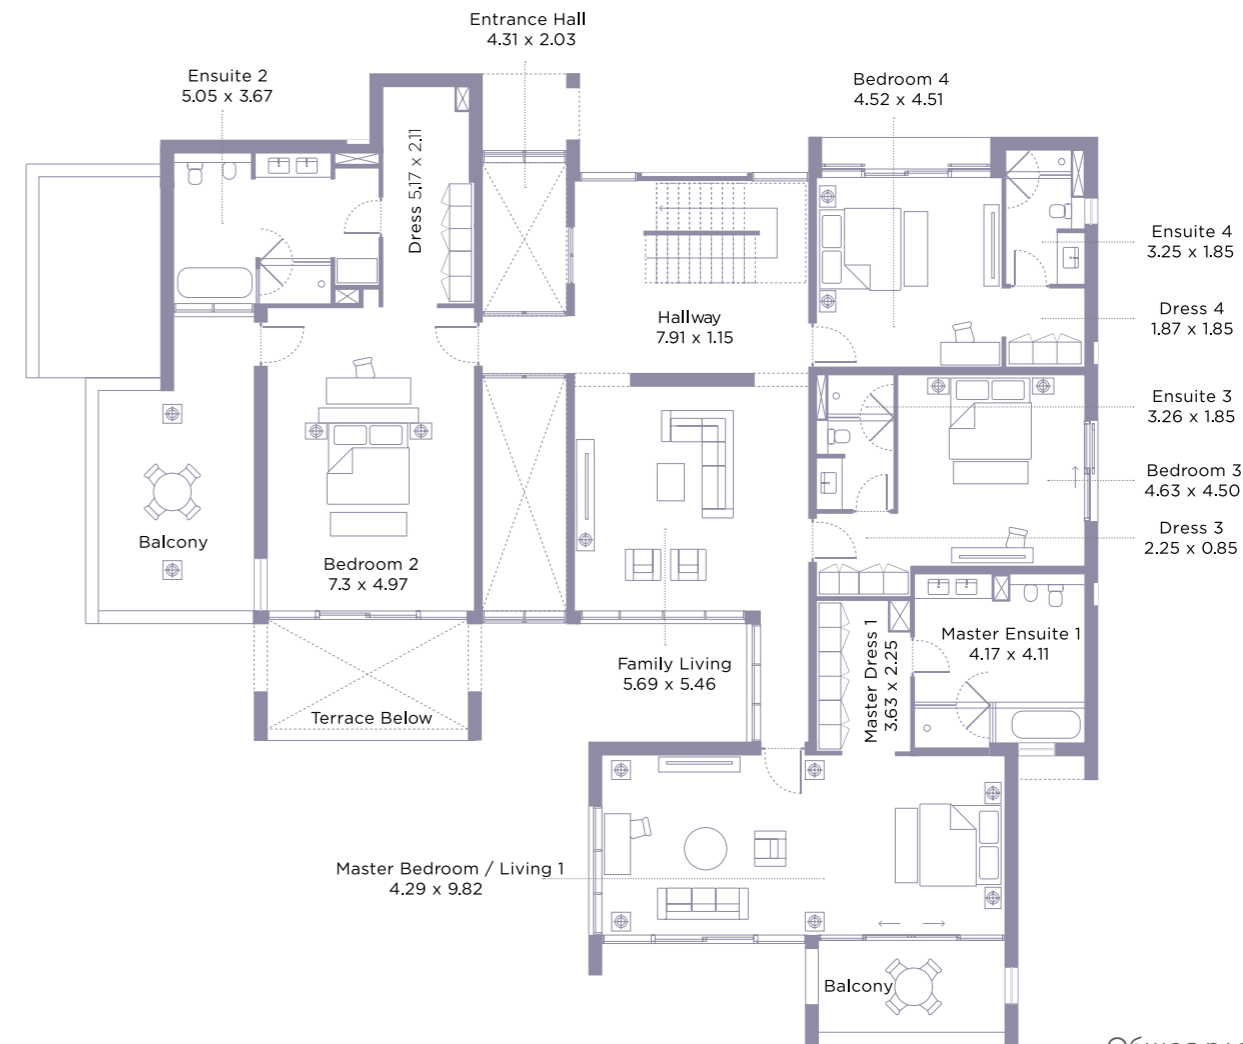 Entrance Hall
4.31 x 2.03
Ensuite 2
5.05 x 3.67
Bedroom 4
4.52 x 4.51
Dress 5.17 x 2.11
Ensuite 4
3.25 x 1.85
Hallway
7.91 x 1.15
Dress 4
1.87 x 1.85
Ensuite 3
3.26 x 1.85
Bedroom 3
4.63 x 4.50
Balcony
Dress 3
2.25 x 0.85
Bedroom 2
7.3 x 4.97
Master Ensuite 1
4.17 x 4.11
Master Dress 1
3.63 x 2.25
Family Living
5.69 x 5.46
Terrace Below
Master Bedroom / Living 1
4.29 x 9.82
Balcony